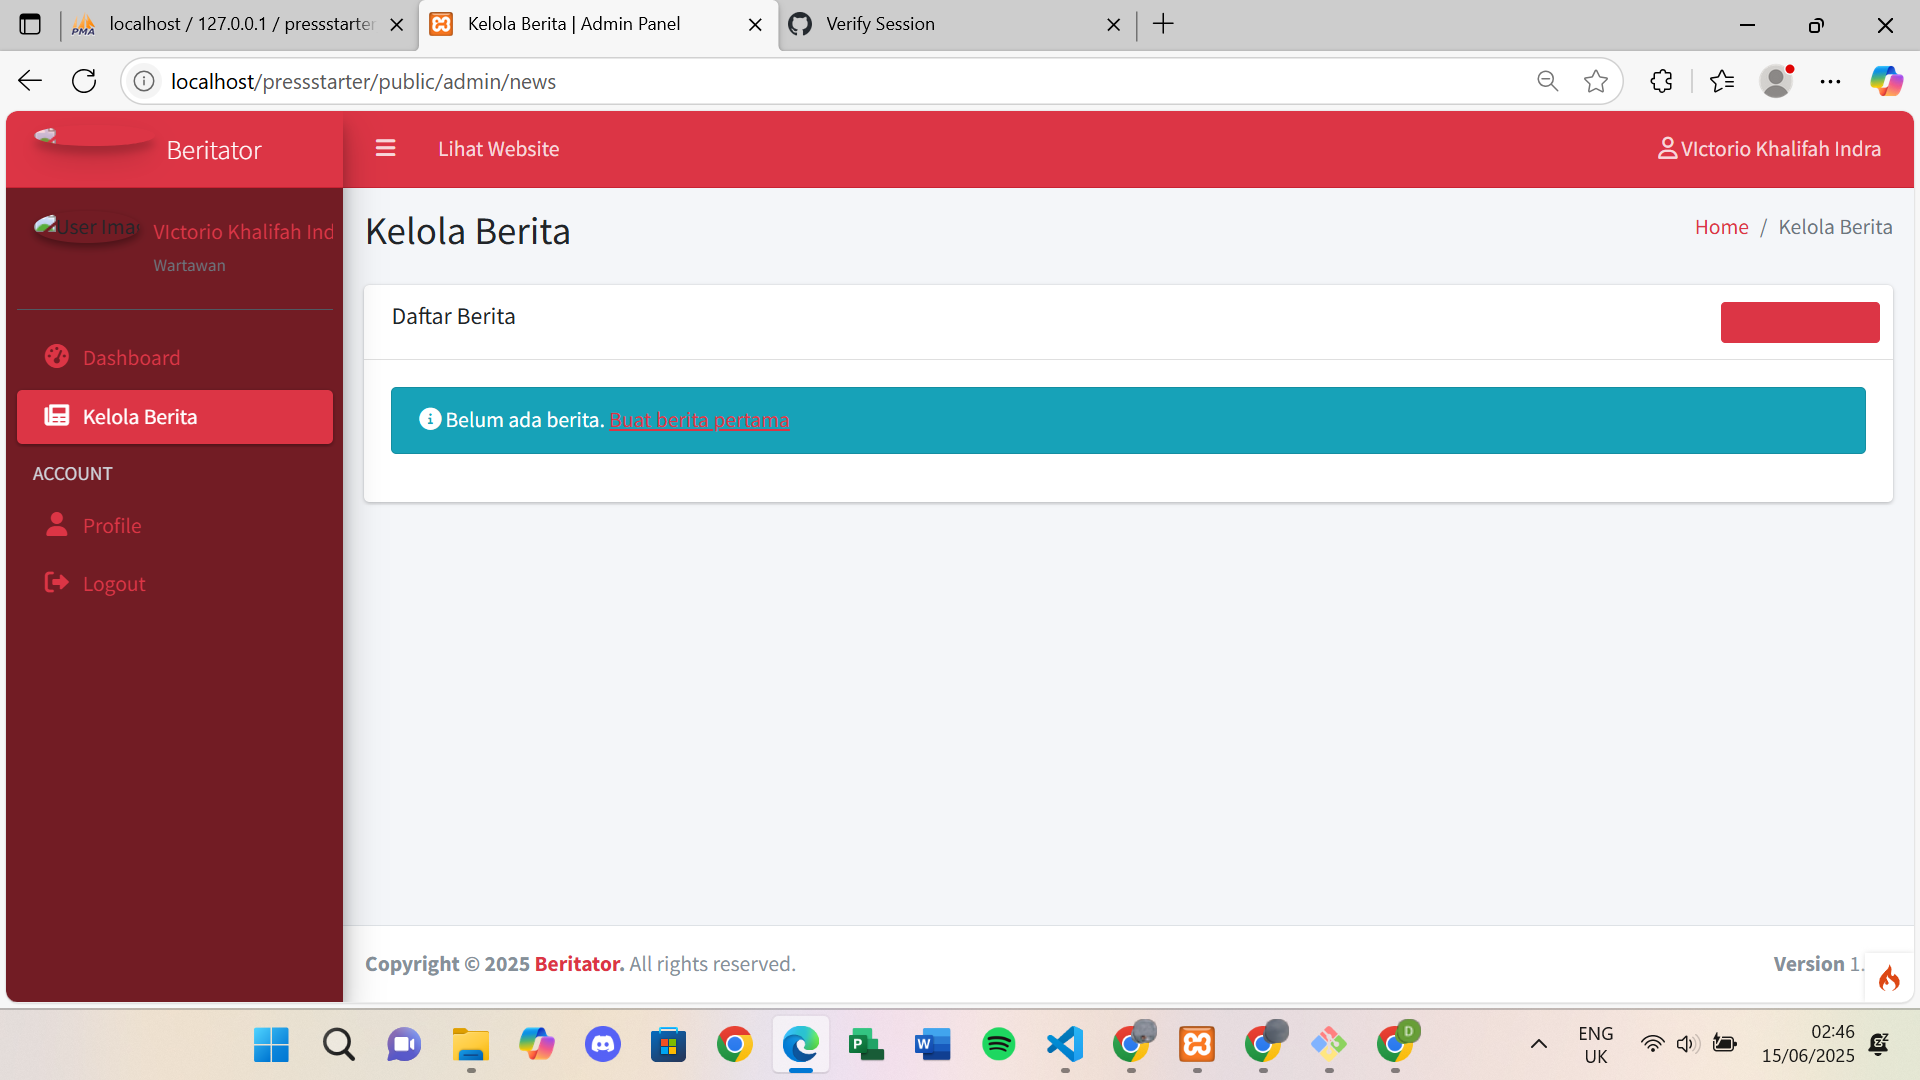 localhost / 127.0.0.1 / pressstarter
Kelola Berita | Admin Panel
Verify Session
localhost/pressstarter/public/admin/news
Beritator
Lihat Website
VIctorio Khalifah Indra
User Ima
VIctorio Khalifah Ind
Wartawan
Kelola Berita
Home / Kelola Berita
Daftar Berita
Dashboard
Kelola Berita
Belum ada berita. Buat berita pertama
ACCOUNT
Profile
Logout
Copyright © 2025 Beritator. All rights reserved.
Version 1.
ENG
UK
02:46
15/06/2025